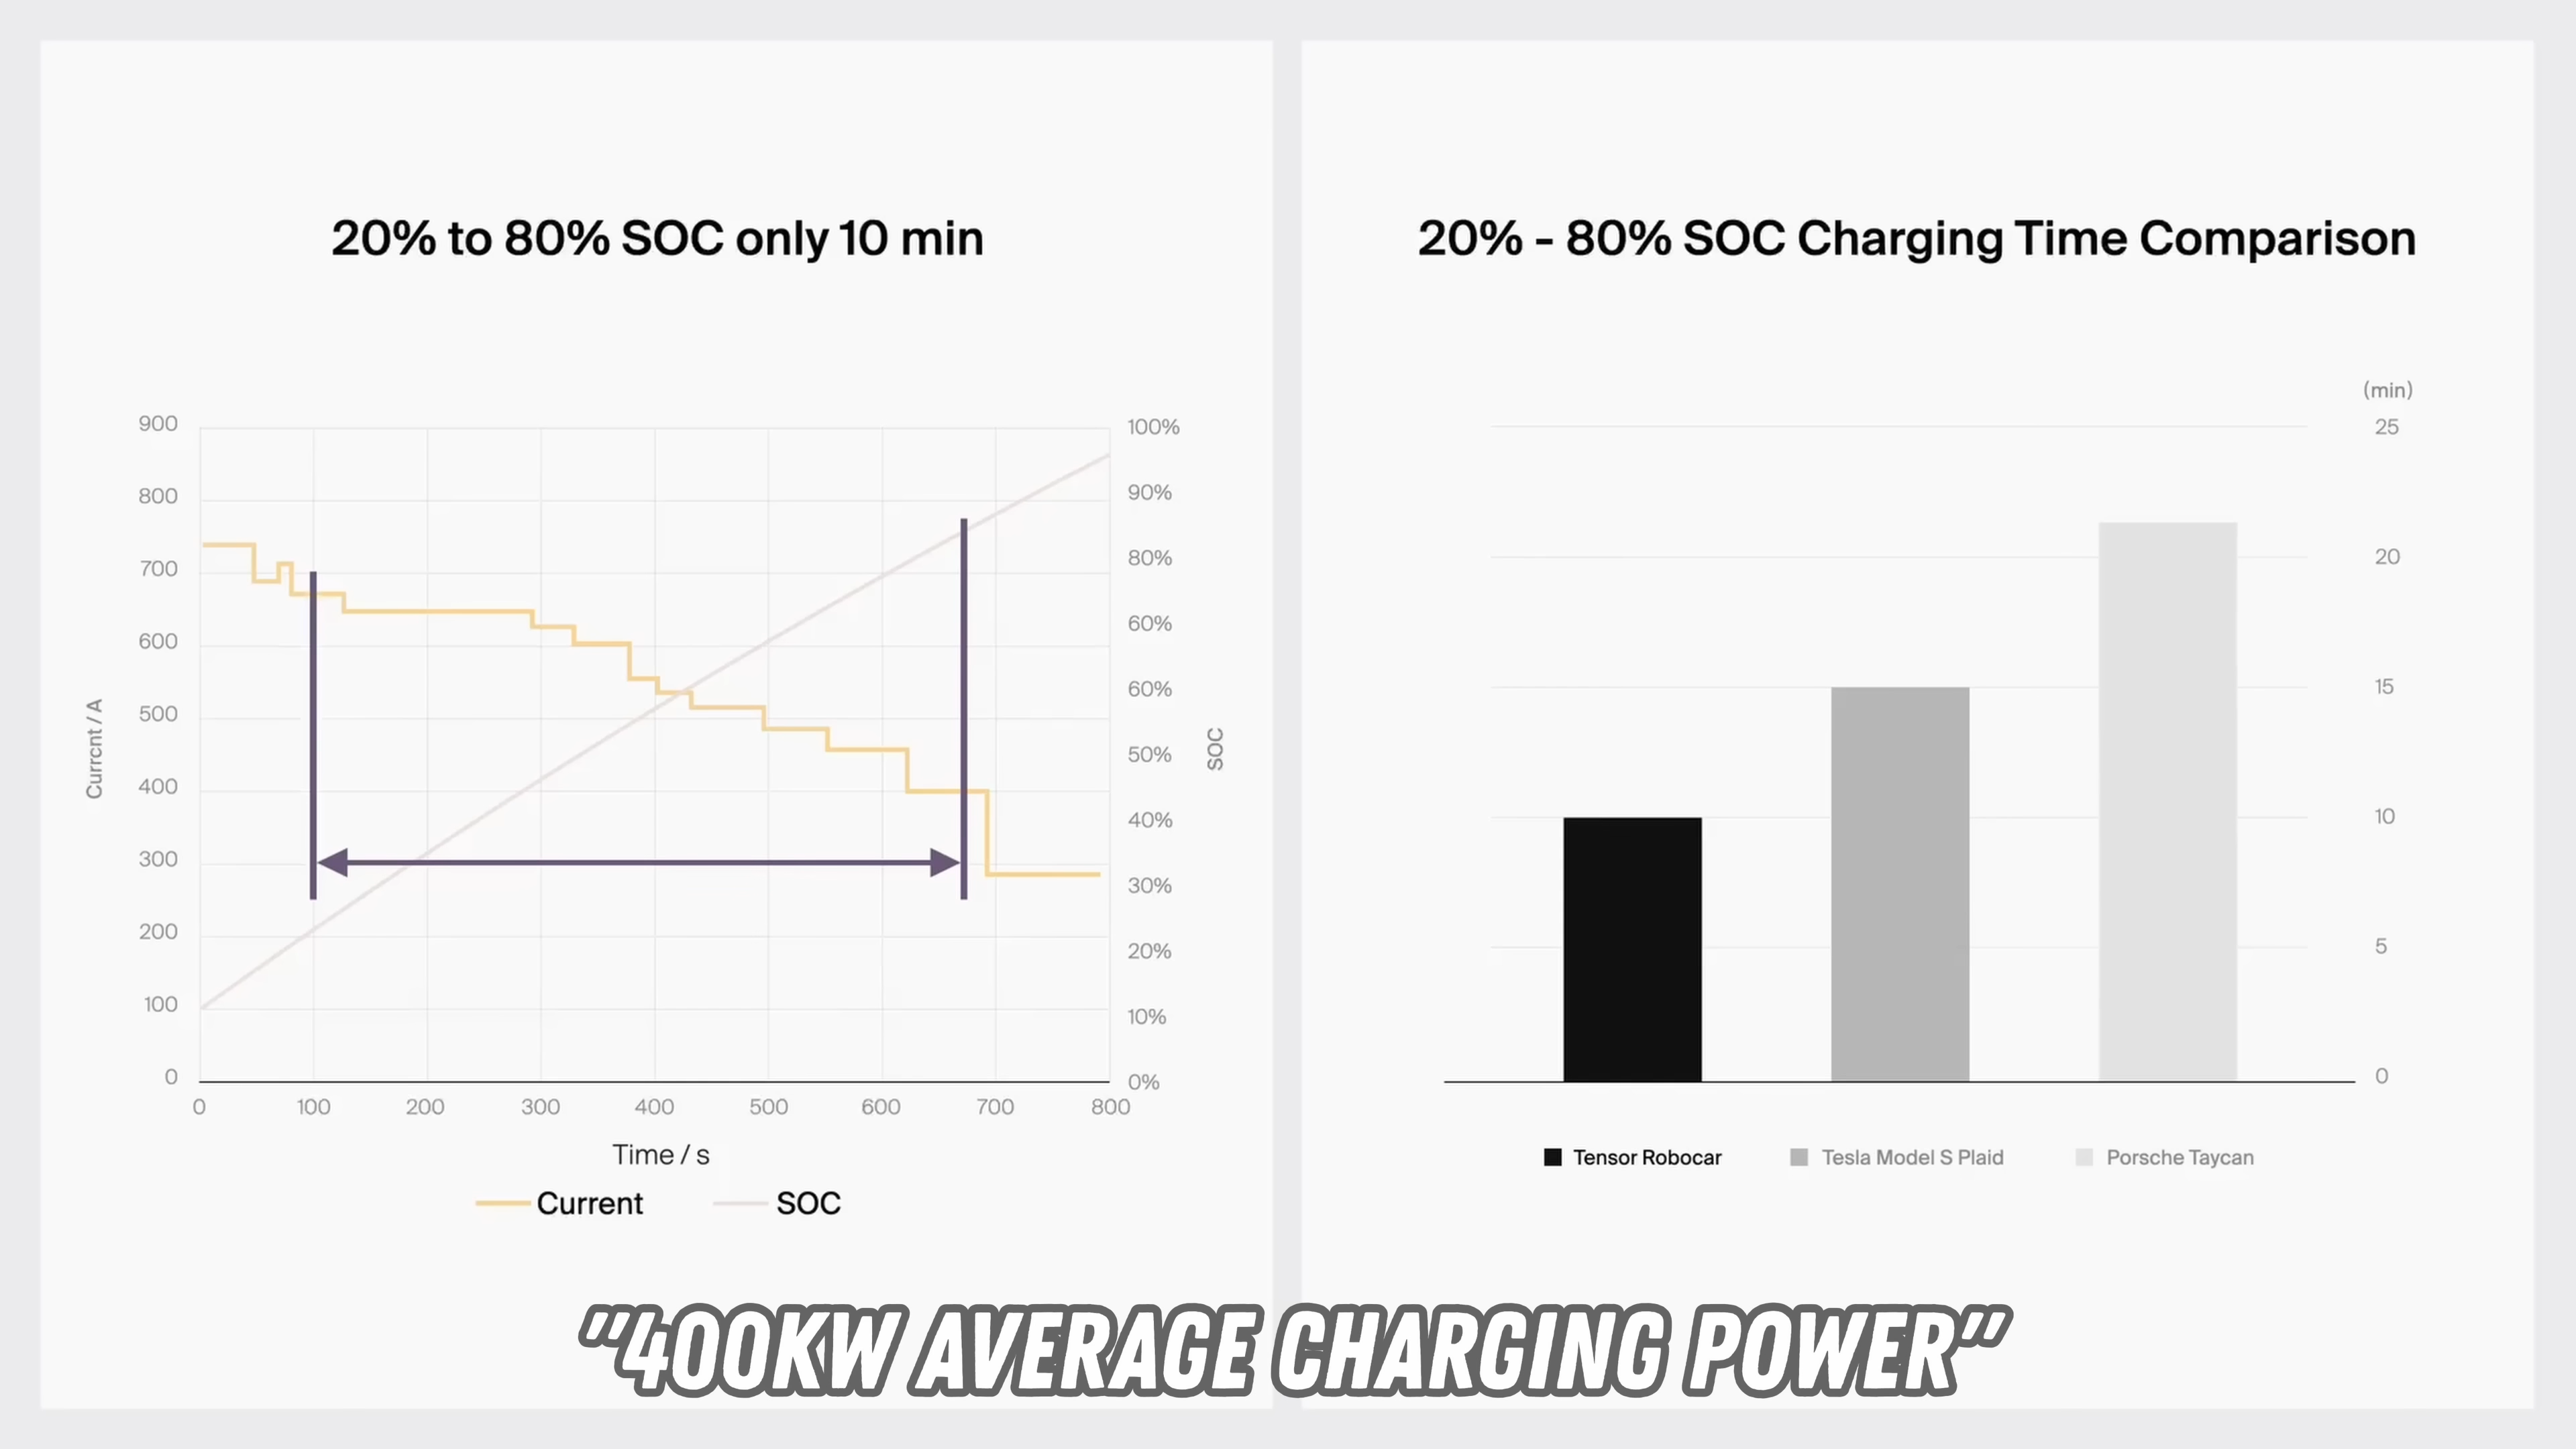 20% to 80% SOC only 10 min
900
800
700
600
500
400
300
200
100
0
Currcnt / A
100%
90%
80%
60%
60%
50%
40%
30%
20%
10%
0%
SOC
0 100 200 300 400 500 600 700 800
Time / s
Current SOC
20% - 80% SOC Charging Time Comparison
(min)
25
20
15
10
5
0
Tensor Robocar Tesla Model S Plaid Porsche Taycan
"400KW AVERAGE CHARGING POWER"